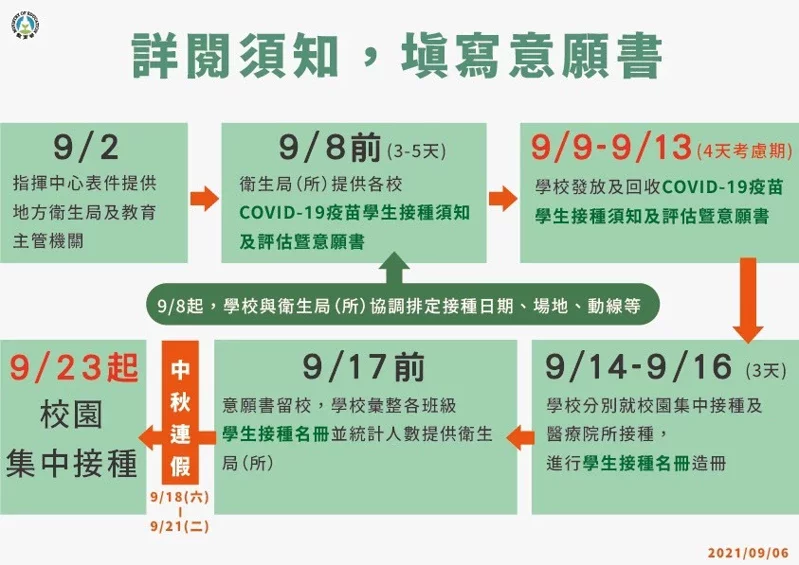 MINISTRY OF EDUCATION
教育部
詳閱須知，填寫意願書
9/2
指揮中心表件提供
地方衛生局及教育
主管機關
9/8前(3-5天)
衛生局(所)提供各校
COVID-19疫苗學生接種須知
及評估暨意願書
9/9-9/13(4天考慮期)
學校發放及回收COVID-19疫苗
學生接種須知及評估暨意願書
9/8起，學校與衛生局(所)協調排定接種日期、場地、動線等
9/14-9/16 (3天)
學校分別就校園集中接種及
醫療院所接種，
進行學生接種名冊造冊
9/17前
意願書留校，學校彙整各班級
學生接種名冊並統計人數提供衛生
局(所)
中秋連假
9/18(六)
–
9/21(二)
9/23起
校園
集中接種
2021/09/06